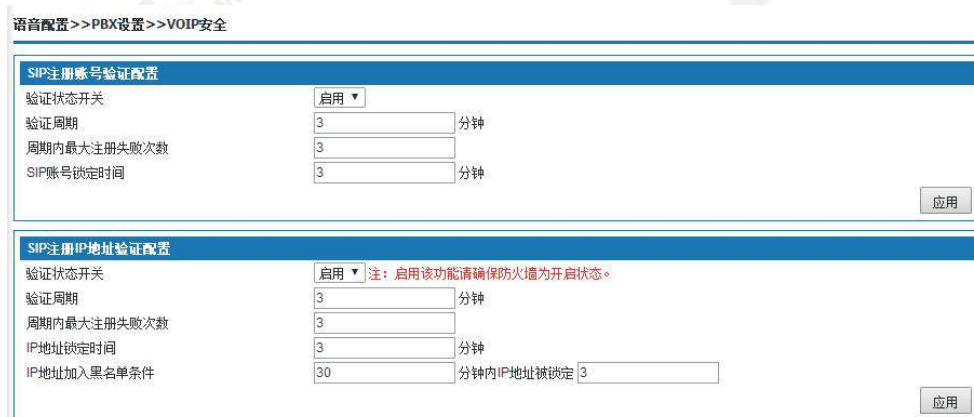 语音配置>>PBX设置>>VOIP安全
SIP注册账号验证配置
验证状态开关 启用
验证周期 3 分钟
周期内最大注册失败次数 3
SIP账号锁定时间 3 分钟
应用
SIP注册IP地址验证配置
验证状态开关 启用 注：启用该功能请确保防火墙为开启状态。
验证周期 3 分钟
周期内最大注册失败次数 3
IP地址锁定时间 3 分钟
IP地址加入黑名单条件 30 分钟内IP地址被锁定 3
应用